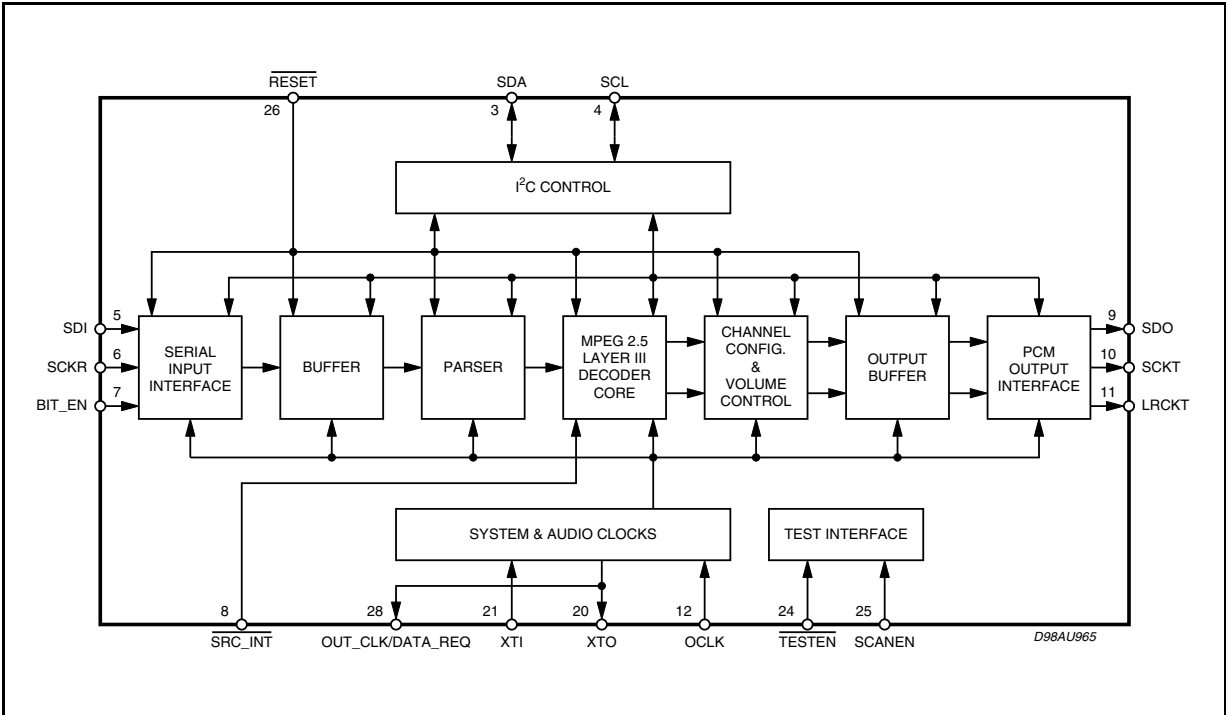 RESET
SDA
SCL
26
3
4
I²C CONTROL
5
SDI
6
SCKR
7
BIT_EN
SERIAL
INPUT
INTERFACE
BUFFER
PARSER
MPEG 2.5
LAYER III
DECODER
CORE
CHANNEL
CONFIG.
&
VOLUME
CONTROL
OUTPUT
BUFFER
PCM
OUTPUT
INTERFACE
9
SDO
10
SCKT
11
LRCKT
SYSTEM & AUDIO CLOCKS
TEST INTERFACE
8
28
21
20
12
24
25
SRC_INT
OUT_CLK/DATA_REQ
XTI
XTO
OCLK
TESTEN
SCANEN
D98AU965